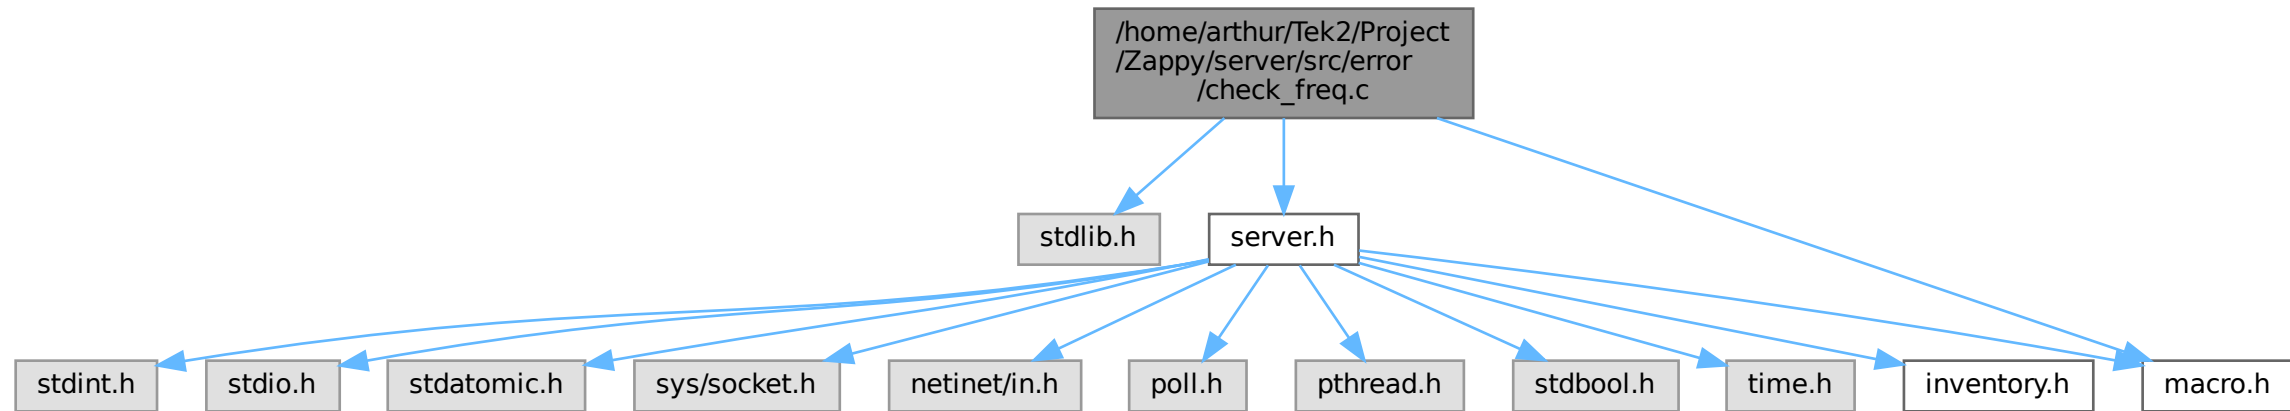 /home/arthur/Tek2/Project
/Zappy/server/src/error
/check_freq.c
stdlib.h
server.h
stdint.h
stdio.h
stdatomic.h
sys/socket.h
netinet/in.h
poll.h
pthread.h
stdbool.h
time.h
inventory.h
macro.h